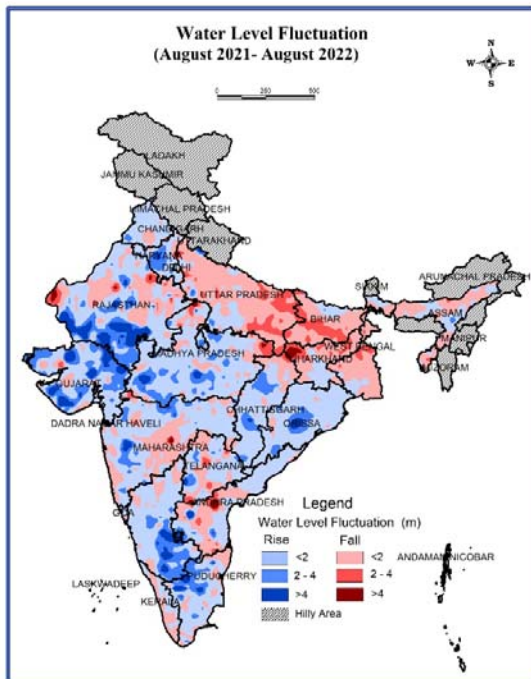 Water Level Fluctuation
(August 2021- August 2022)
N
W E
S
0 250 500
LADAKH
JAMMU KASHMIR
HIMACHAL PRADESH
CHANDIGARH
UTTARAKHAND
HARYANA
DELHI
ARUNACHAL PRADESH
SIKKIM
RAJASTHAN
UTTAR PRADESH
ASSAM
BIHAR
MANIPUR
WEST BENGAL
MADHYA PRADESH
JHARKHAND
MIZORAM
GUJARAT
CHHATTISGARH
ORISSA
DADRA NAGAR HAVELI
MAHARASHTRA
TELANGANA
ANDHRA PRADESH
GOA
Legend
Water Level Fluctuation (m)
Rise Fall
<2 <2
2 - 4 2 - 4
>4 >4
Hilly Area
ANDAMAN NICOBAR
LASKWADEEP
PUDUCHERRY
KERALA